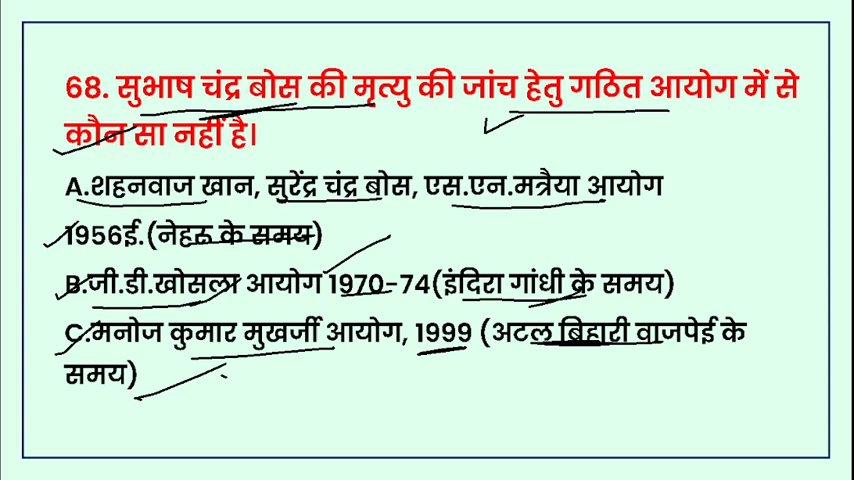 68. सुभाष चंद्र बोस की मृत्यु की जांच हेतु गठित आयोग में से
कौन सा नहीं है।
A.शहनवाज खान, सुरेंद्र चंद्र बोस, एस.एन.मत्रैया आयोग
1956ई.(नेहरू के समय)
B.जी.डी.खोसला आयोग 1970-74(इंदिरा गांधी के समय)
C.मनोज कुमार मुखर्जी आयोग, 1999 (अटल बिहारी वाजपेई के
समय)